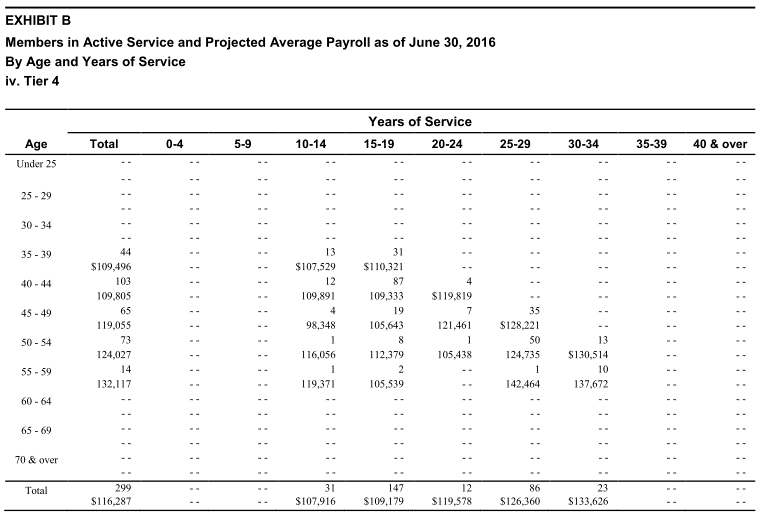 EXHIBIT B
Members in Active Service and Projected Average Payroll as of June 30, 2016
By Age and Years of Service
iv. Tier 4
Years of Service
Age Total 0-4 5-9 10-14 15-19 20-24 25-29 30-34 35-39 40 & over
Under 25 - - - - - - - - - - - - - - - - - - - -
- - - - - - - - - - - - - - - - - - - -
25 - 29 - - - - - - - - - - - - - - - - - - - -
- - - - - - - - - - - - - - - - - - - -
30 - 34 - - - - - - - - - - - - - - - - - - - -
- - - - - - - - - - - - - - - - - - - -
35 - 39 44 - - - - 13 31 - - - - - - - - - -
$109,496 - - - - $107,529 $110,321 - - - - - - - - - -
40 - 44 103 - - - - 12 87 4 - - - - - - - -
109,805 - - - - 109,891 109,333 $119,819 - - - - - - - -
45 - 49 65 - - - - 4 19 7 35 - - - - - -
119,055 - - - - 98,348 105,643 121,461 $128,221 - - - - - -
50 - 54 73 - - - - 1 8 1 50 13 - - - -
124,027 - - - - 116,056 112,379 105,438 124,735 $130,514 - - - -
55 - 59 14 - - - - 1 2 - - 1 10 - - - -
132,117 - - - - 119,371 105,539 - - 142,464 137,672 - - - -
60 - 64 - - - - - - - - - - - - - - - - - - - -
- - - - - - - - - - - - - - - - - - - -
65 - 69 - - - - - - - - - - - - - - - - - - - -
- - - - - - - - - - - - - - - - - - - -
70 & over - - - - - - - - - - - - - - - - - - - -
- - - - - - - - - - - - - - - - - - - -
Total 299 - - - - 31 147 12 86 23 - - - -
$116,287 - - - - $107,916 $109,179 $119,578 $126,360 $133,626 - - - -